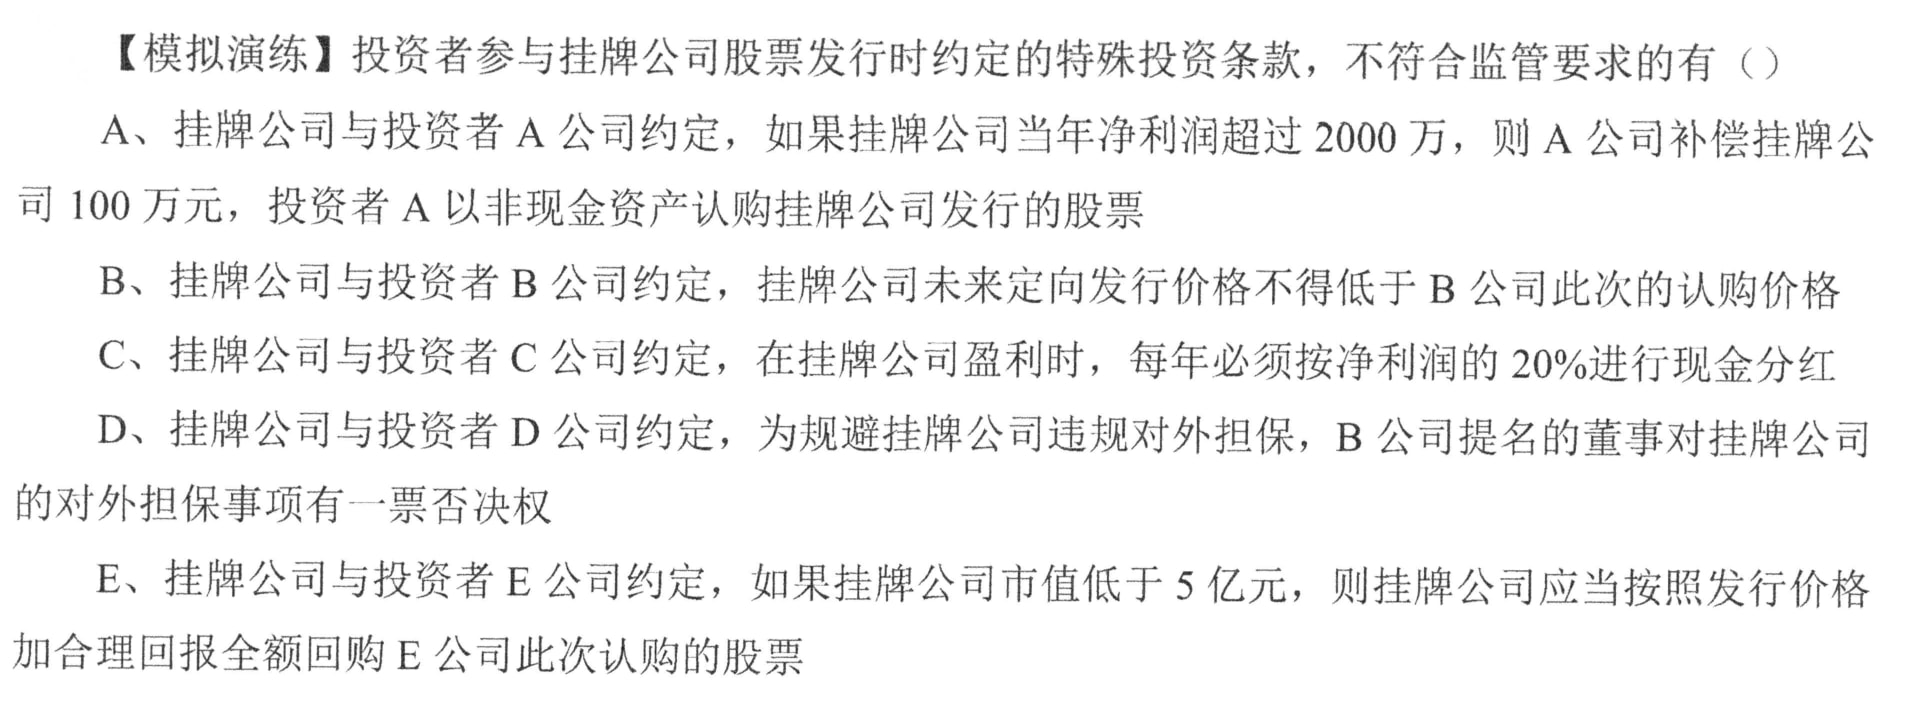 【模拟演练】投资者参与挂牌公司股票发行时约定的特殊投资条款，不符合监管要求的有（）
A、挂牌公司与投资者 A 公司约定，如果挂牌公司当年净利润超过 2000 万，则 A 公司补偿挂牌公
司 100 万元，投资者 A 以非现金资产认购挂牌公司发行的股票
B、挂牌公司与投资者 B 公司约定，挂牌公司未来定向发行价格不得低于 B 公司此次的认购价格
C、挂牌公司与投资者 C 公司约定，在挂牌公司盈利时，每年必须按净利润的 20%进行现金分红
D、挂牌公司与投资者 D 公司约定，为规避挂牌公司违规对外担保，B 公司提名的董事对挂牌公司
的对外担保事项有一票否决权
E、挂牌公司与投资者 E 公司约定，如果挂牌公司市值低于 5 亿元，则挂牌公司应当按照发行价格
加合理回报全额回购 E 公司此次认购的股票